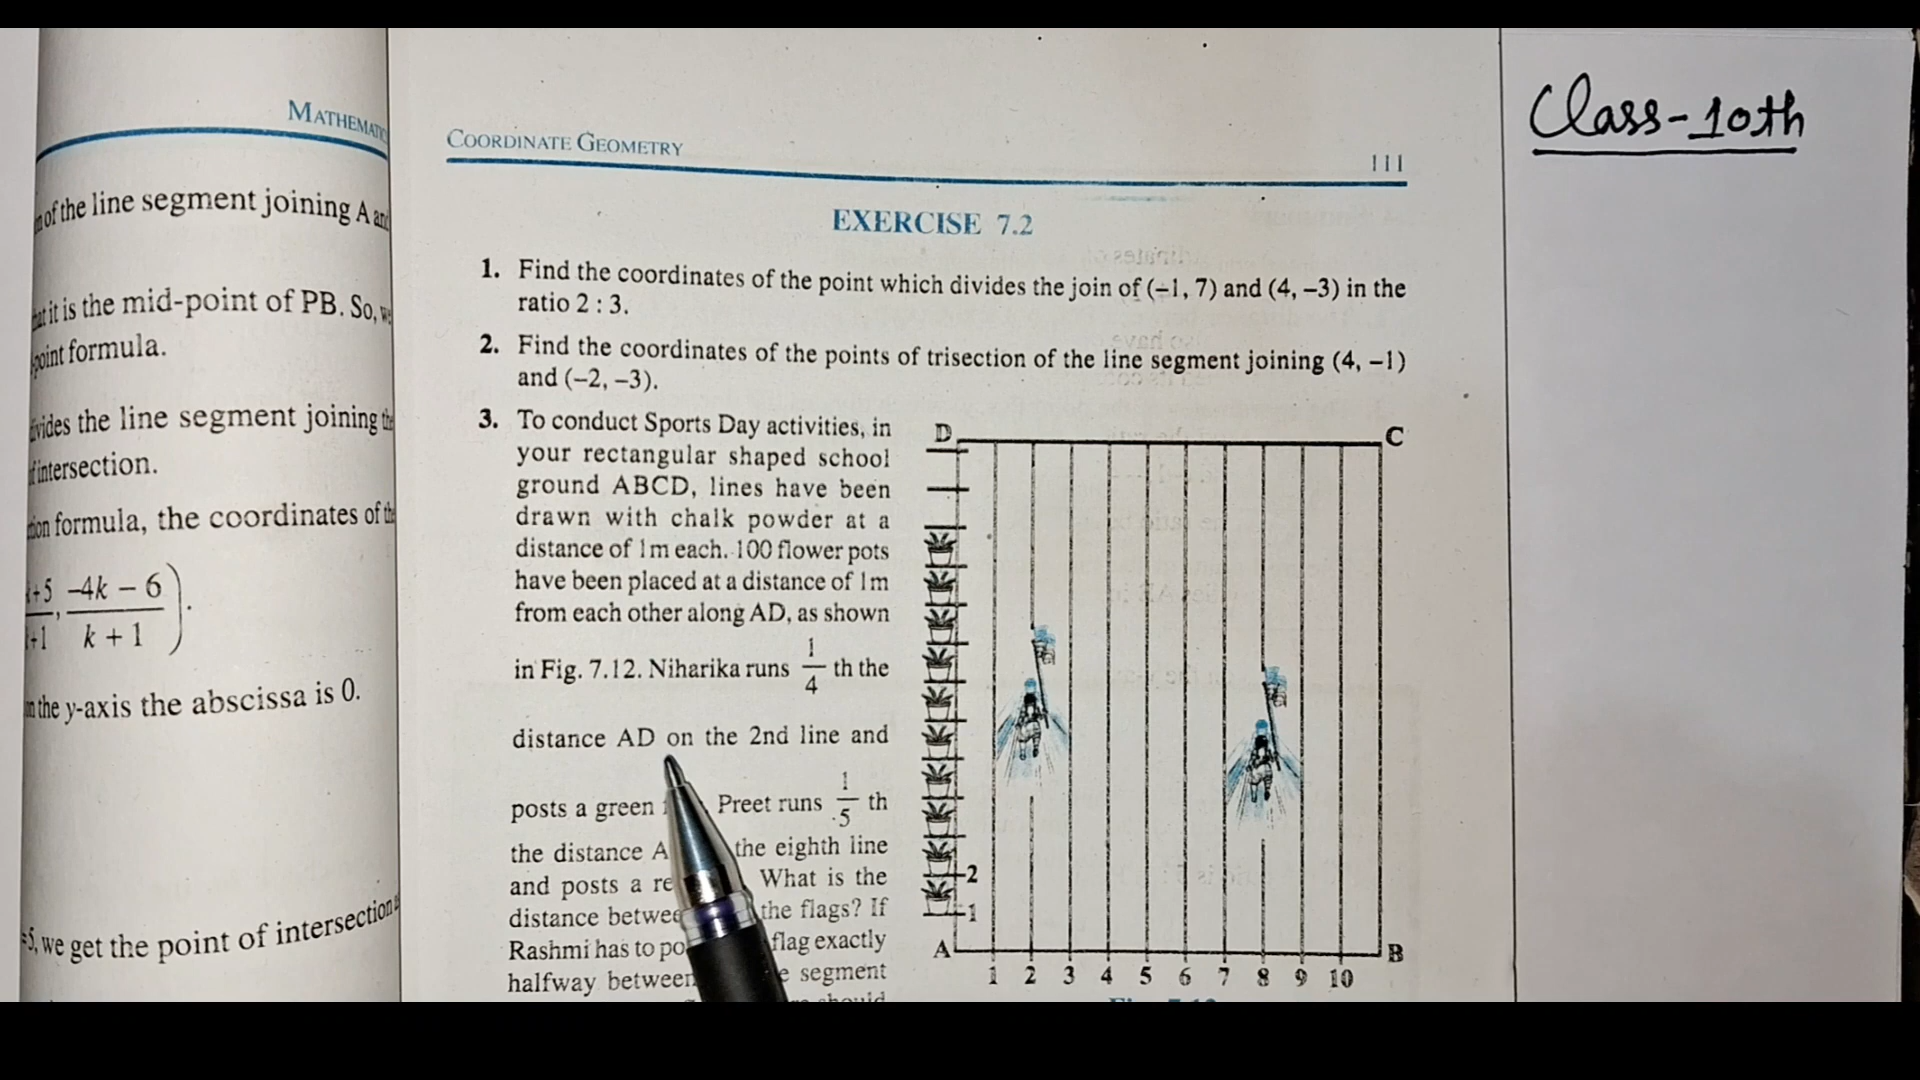 MATHEMATIC
of the line segment joining A an
it is the mid-point of PB. So, w
point formula.
the line segment joining th
intersection.
formula, the coordinates of
+5 -4k – 6
, .
+1 k + 1
the y-axis the abscissa is 0.
we get the point of intersection
COORDINATE GEOMETRY
111
EXERCISE 7.2
1. Find the coordinates of the point which divides the join of (–1, 7) and (4, –3) in the
ratio 2 : 3.
2. Find the coordinates of the points of trisection of the line segment joining (4, –1)
and (–2, –3).
3. To conduct Sports Day activities, in
your rectangular shaped school
ground ABCD, lines have been
drawn with chalk powder at a
distance of 1m each. 100 flower pots
have been placed at a distance of 1m
from each other along AD, as shown
in Fig. 7.12. Niharika runs 1/4 th the
distance AD on the 2nd line and
posts a green Preet runs 1/5 th
the distance A the eighth line
and posts a re What is the
distance betwee the flags? If
Rashmi has to po flag exactly
halfway between segment
D C
2
1
A B
1 2 3 4 5 6 7 8 9 10
Class-10th